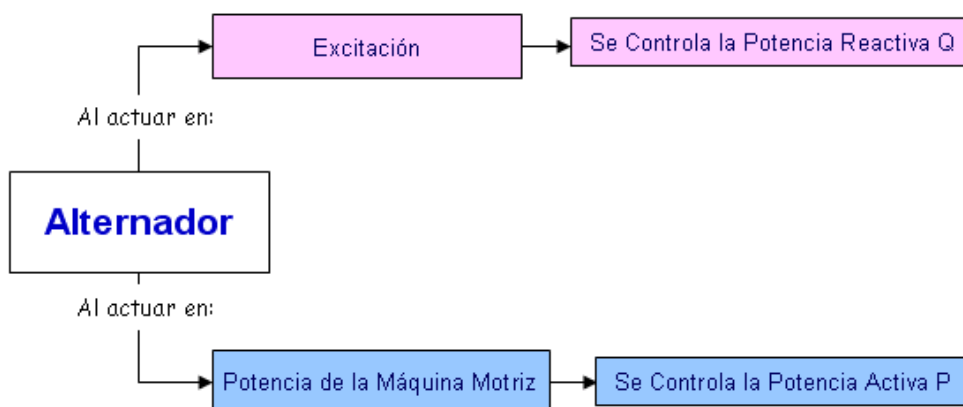 Excitación
Se Controla la Potencia Reactiva Q
Al actuar en:
Alternador
Al actuar en:
Potencia de la Máquina Motriz
Se Controla la Potencia Activa P